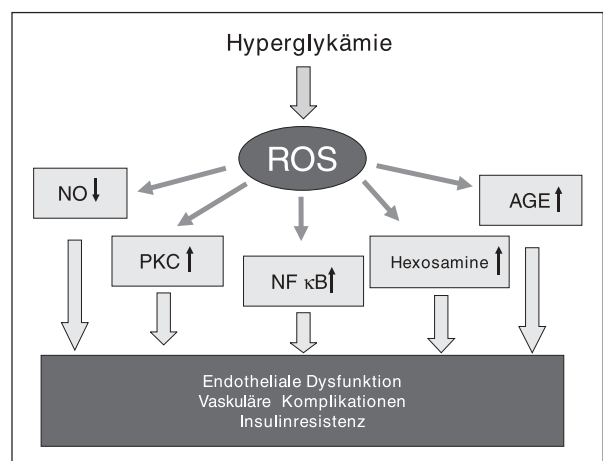 Hyperglykämie
ROS
NO ↓
AGE ↑
PKC ↑
NF κB ↑
Hexosamine ↑
Endotheliale Dysfunktion
Vaskuläre Komplikationen
Insulinresistenz